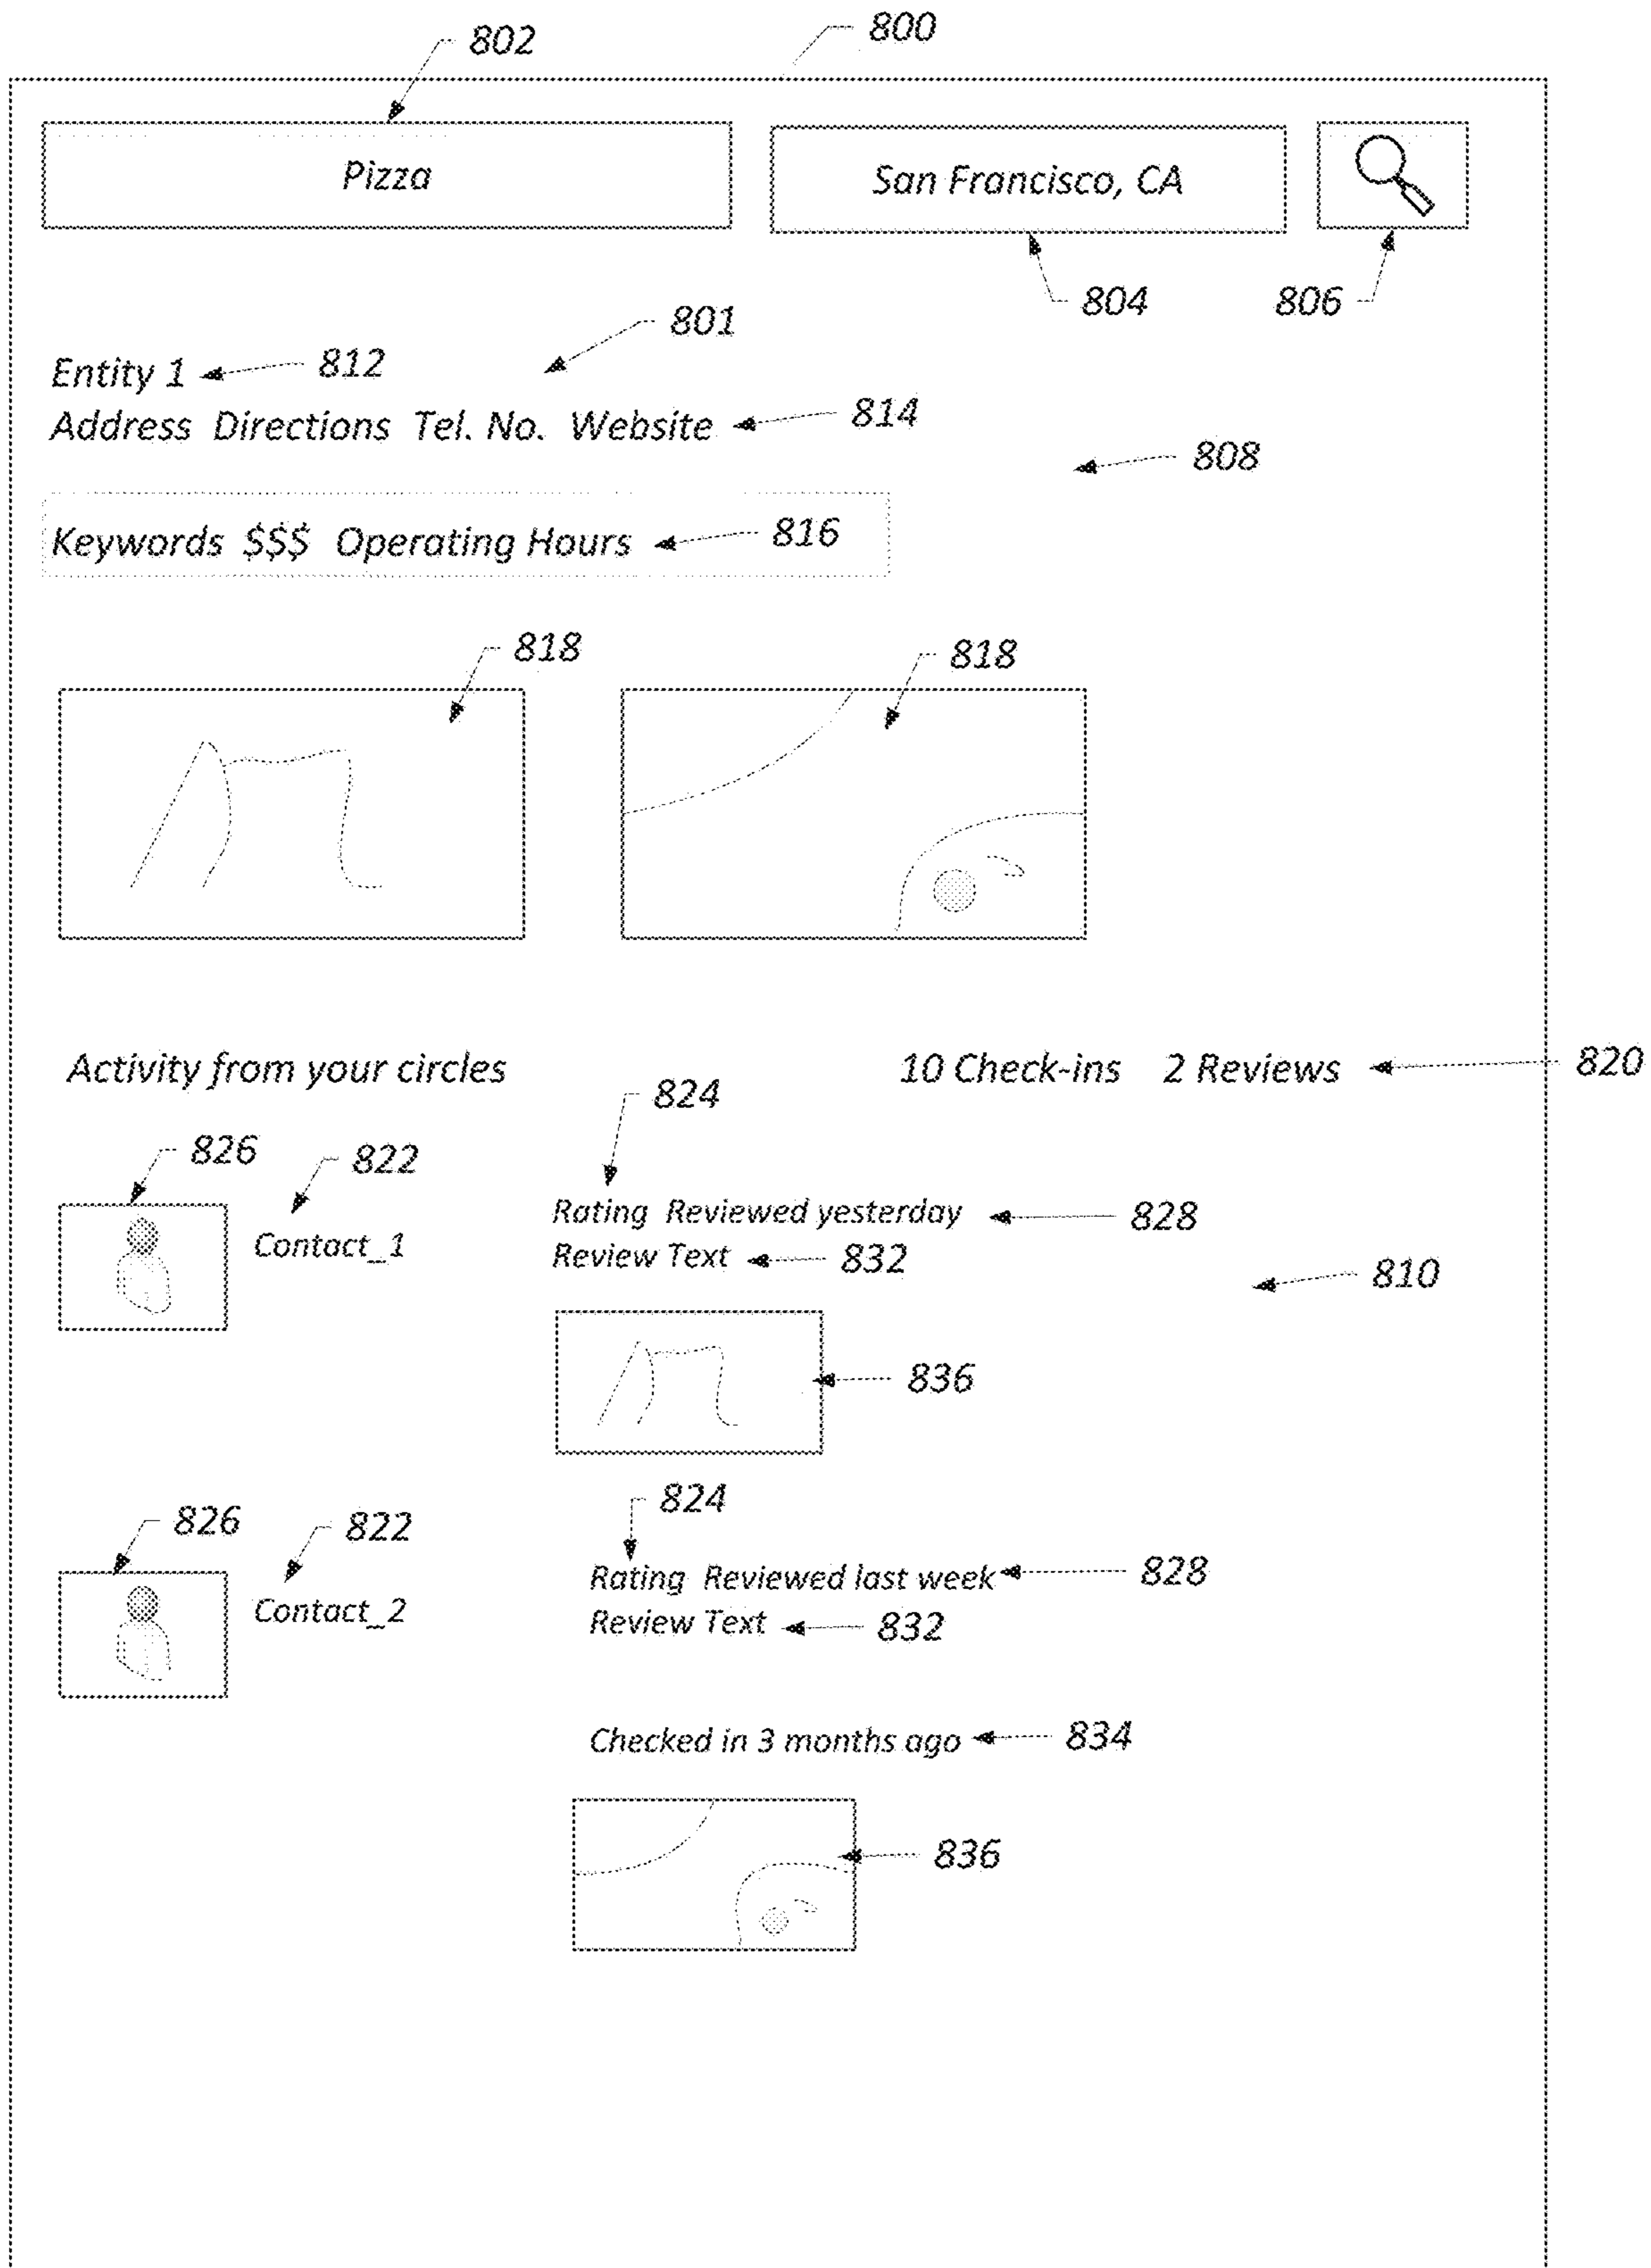 802 800
Pizza San Francisco, CA
804 806
801
Entity 1 812
Address Directions Tel. No. Website 814
808
Keywords $$$ Operating Hours 816
818 818
Activity from your circles 10 Check-ins 2 Reviews 820
824
826 822
Rating Reviewed yesterday 828
Contact_1 Review Text 832
810
836
824
826 822
Rating Reviewed last week 828
Contact_2 Review Text 832
Checked in 3 months ago 834
836